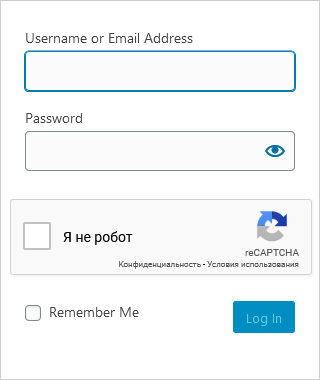 Username or Email Address
Password
Я не робот
reCAPTCHA
Конфиденциальность - Условия использования
Remember Me
Log In